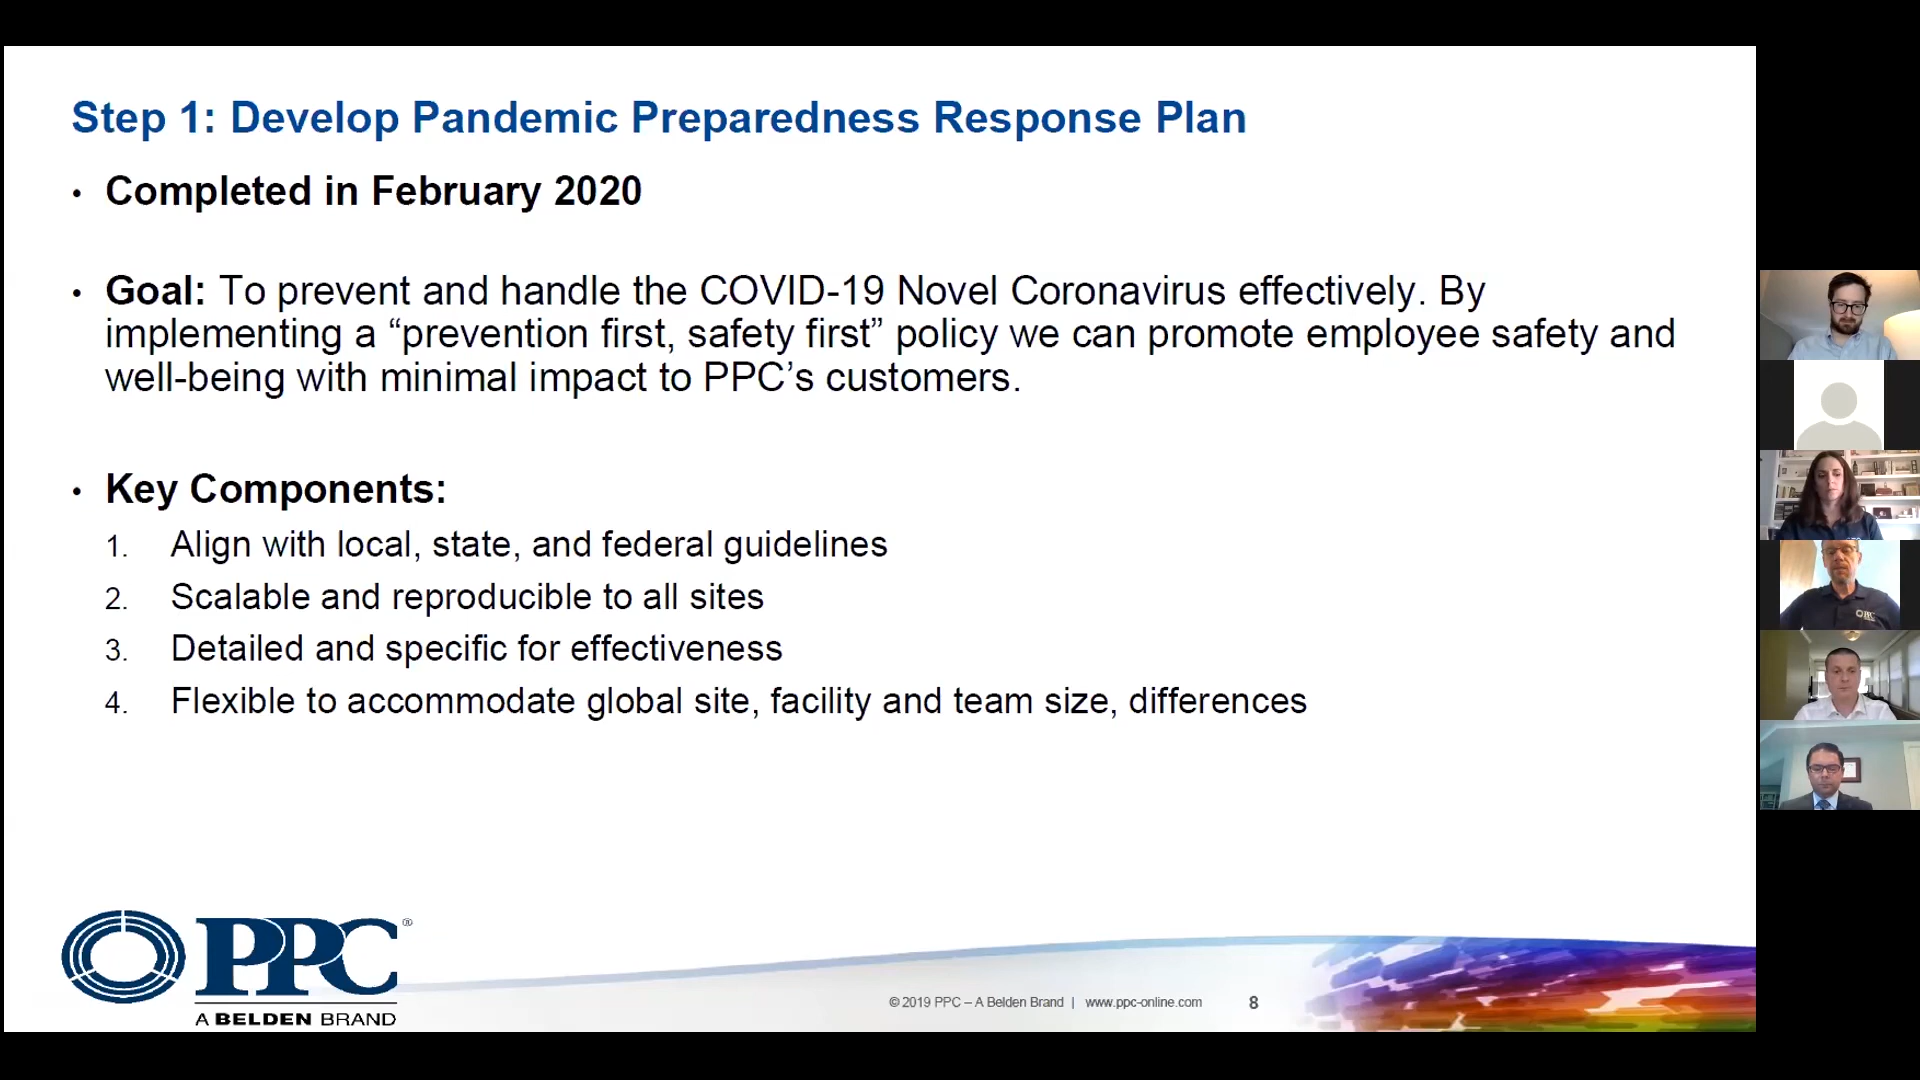 Step 1: Develop Pandemic Preparedness Response Plan
• Completed in February 2020
• Goal: To prevent and handle the COVID-19 Novel Coronavirus effectively. By
implementing a “prevention first, safety first” policy we can promote employee safety and
well-being with minimal impact to PPC’s customers.
• Key Components:
1. Align with local, state, and federal guidelines
2. Scalable and reproducible to all sites
3. Detailed and specific for effectiveness
4. Flexible to accommodate global site, facility and team size, differences
PPC®
A BELDEN BRAND
© 2019 PPC – A Belden Brand | www.ppc-online.com 8
PPC